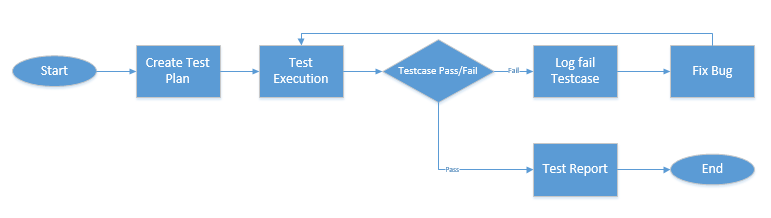 Start
Create Test
Plan
Test
Execution
Testcase Pass/Fail
Fail
Log fail
Testcase
Fix Bug
Pass
Test Report
End